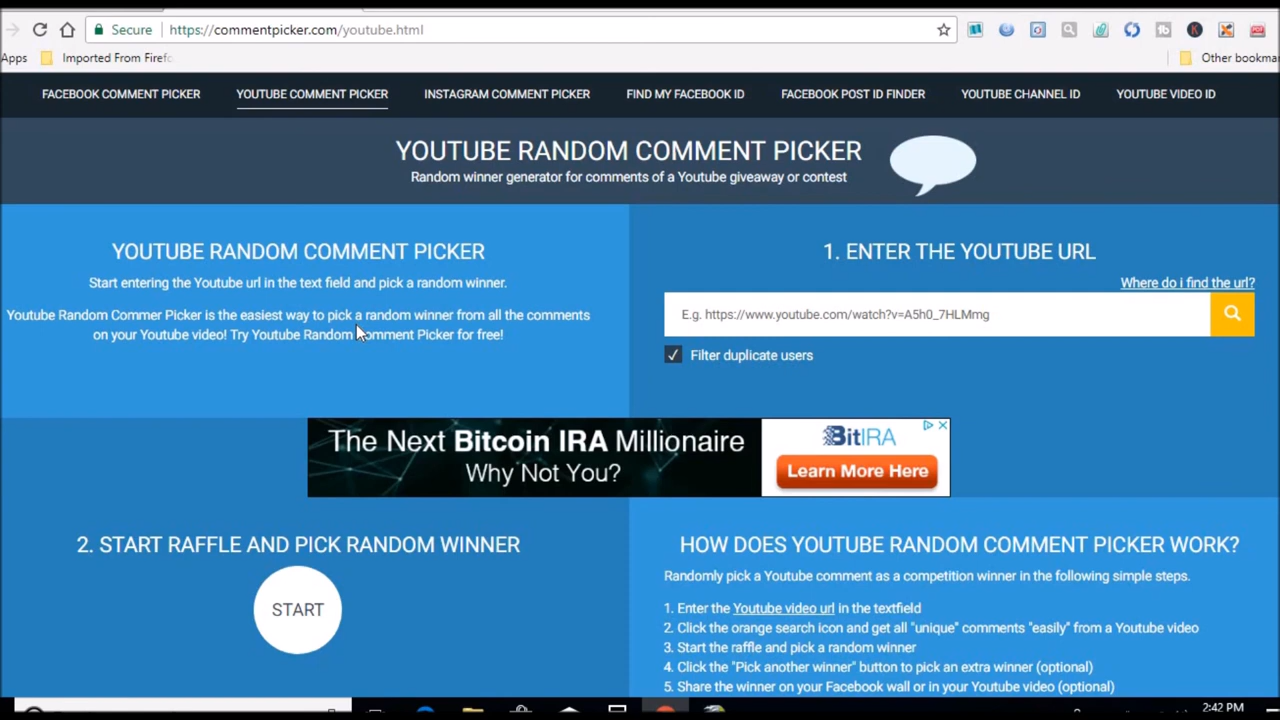 Secure
https://commentpicker.com/youtube.html
Apps
Imported From Firefo
Other bookma
FACEBOOK COMMENT PICKER
YOUTUBE COMMENT PICKER
INSTAGRAM COMMENT PICKER
FIND MY FACEBOOK ID
FACEBOOK POST ID FINDER
YOUTUBE CHANNEL ID
YOUTUBE VIDEO ID
YOUTUBE RANDOM COMMENT PICKER
Random winner generator for comments of a Youtube giveaway or contest
YOUTUBE RANDOM COMMENT PICKER
Start entering the Youtube url in the text field and pick a random winner.
Youtube Random Commer Picker is the easiest way to pick a random winner from all the comments
on your Youtube video! Try Youtube Random Comment Picker for free!
1. ENTER THE YOUTUBE URL
Where do i find the url?
E.g. https://www.youtube.com/watch?v=A5h0_7HLMmg
Filter duplicate users
The Next Bitcoin IRA Millionaire
Why Not You?
BitIRA
Learn More Here
2. START RAFFLE AND PICK RANDOM WINNER
START
HOW DOES YOUTUBE RANDOM COMMENT PICKER WORK?
Randomly pick a Youtube comment as a competition winner in the following simple steps.
1. Enter the Youtube video url in the textfield
2. Click the orange search icon and get all "unique" comments "easily" from a Youtube video
3. Start the raffle and pick a random winner
4. Click the "Pick another winner" button to pick an extra winner (optional)
5. Share the winner on your Facebook wall or in your Youtube video (optional)
2:42 PM